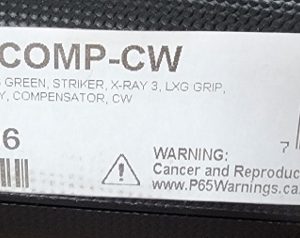 COMP-CW
GREEN, STRIKER, X-RAY 3, LXG GRIP,
Y, COMPENSATOR, CW
6
7
WARNING:
Cancer and Reproduc
www.P65Warnings.ca